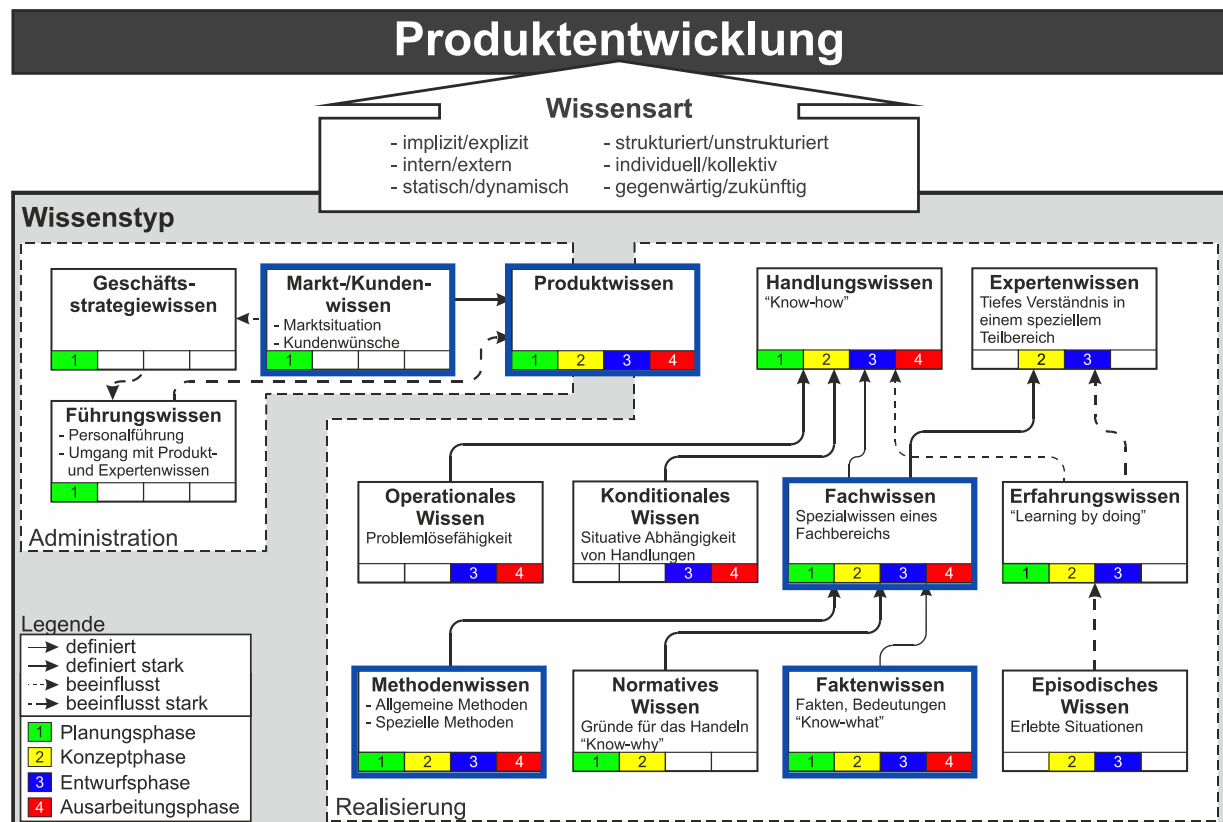 Produktentwicklung
Wissensart
- implizit/explizit
- intern/extern
- statisch/dynamisch
- strukturiert/unstrukturiert
- individuell/kollektiv
- gegenwärtig/zukünftig
Wissenstyp
Geschäfts-
strategiewissen
1
Markt-/Kunden-
wissen
- Marktsituation
- Kundenwünsche
1
Produktwissen
1 2 3 4
Handlungswissen
“Know-how”
1 2 3 4
Expertenwissen
Tiefes Verständnis in
einem speziellem
Teilbereich
2 3
Führungswissen
- Personalführung
- Umgang mit Produkt-
und Expertenwissen
1
Administration
Operationales
Wissen
Problemlösefähigkeit
3 4
Konditionales
Wissen
Situative Abhängigkeit
von Handlungen
3 4
Fachwissen
Spezialwissen eines
Fachbereichs
1 2 3 4
Erfahrungswissen
“Learning by doing”
1 2 3
Methodenwissen
- Allgemeine Methoden
- Spezielle Methoden
1 2 3 4
Normatives
Wissen
Gründe für das Handeln
“Know-why”
1 2
Faktenwissen
Fakten, Bedeutungen
“Know-what”
1 2 3 4
Episodisches
Wissen
Erlebte Situationen
2 3
Realisierung
Legende
definiert
definiert stark
beeinflusst
beeinflusst stark
1 Planungsphase
2 Konzeptphase
3 Entwurfsphase
4 Ausarbeitungsphase